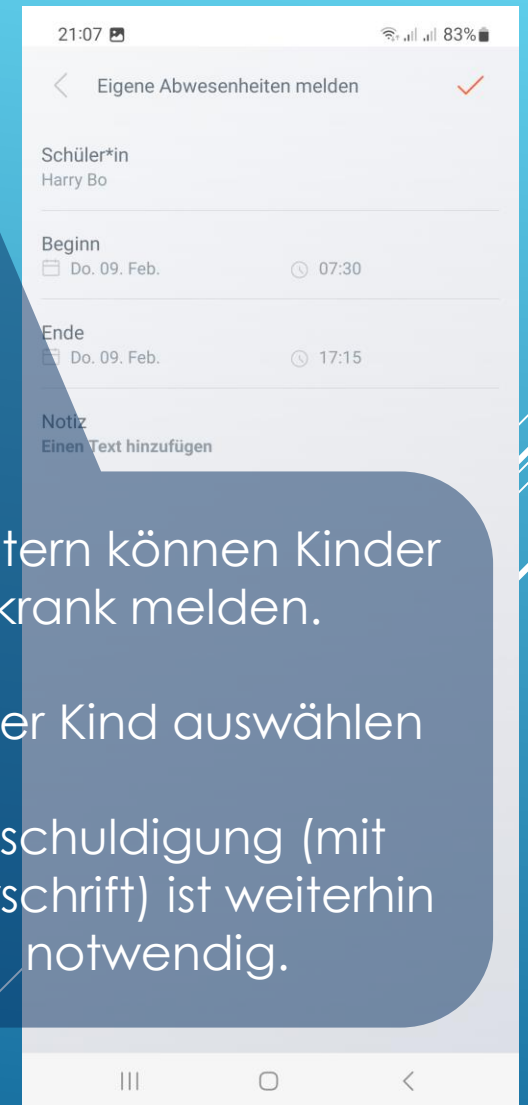 21:07 83%
Eigene Abwesenheiten melden
Schüler*in
Harry Bo
Beginn
Do. 09. Feb. 07:30
Ende
Do. 09. Feb. 17:15
Notiz
Einen Text hinzufügen
tern können Kinder
krank melden.
er Kind auswählen
schuldigung (mit
schrift) ist weiterhin
notwendig.